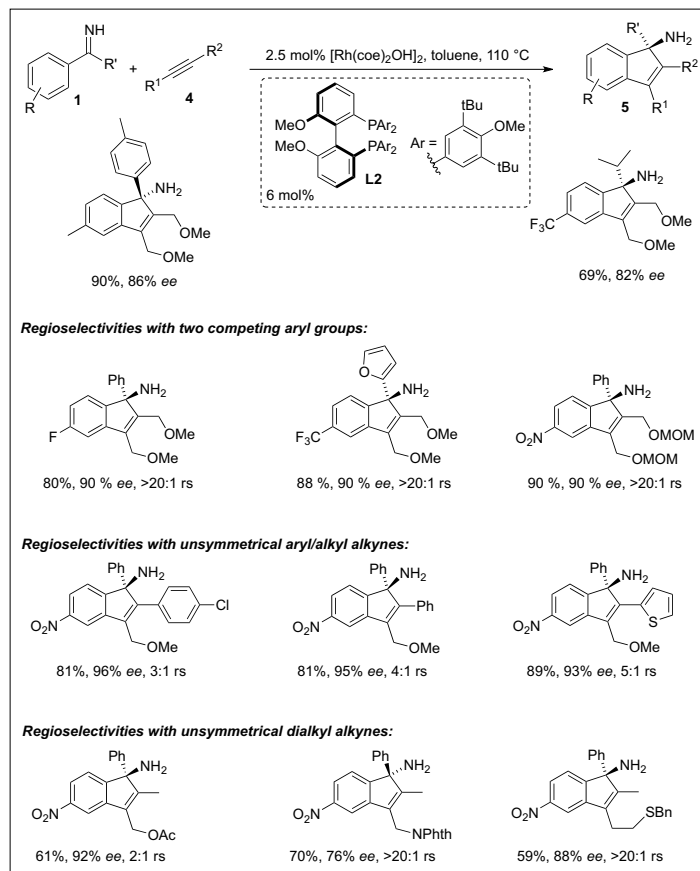 NH
R'
R
1
+
R¹
R²
4
2.5 mol% [Rh(coe)₂OH]₂, toluene, 110 °C
MeO
MeO
PAr₂
PAr₂
L2
6 mol%
Ar =
tBu
OMe
tBu
R'
NH₂
R²
R¹
R
5
NH₂
OMe
OMe
90%, 86% ee
NH₂
F₃C
OMe
OMe
69%, 82% ee
Regioselectivities with two competing aryl groups:
Ph
NH₂
F
OMe
OMe
80%, 90 % ee, >20:1 rs
O
NH₂
F₃C
OMe
OMe
88 %, 90 % ee, >20:1 rs
Ph
NH₂
O₂N
OMOM
OMOM
90 %, 90 % ee, >20:1 rs
Regioselectivities with unsymmetrical aryl/alkyl alkynes:
Ph
NH₂
Cl
O₂N
OMe
81%, 96% ee, 3:1 rs
Ph
NH₂
Ph
O₂N
OMe
81%, 95% ee, 4:1 rs
Ph
NH₂
S
O₂N
OMe
89%, 93% ee, 5:1 rs
Regioselectivities with unsymmetrical dialkyl alkynes:
Ph
NH₂
O₂N
OAc
61%, 92% ee, 2:1 rs
Ph
NH₂
O₂N
NPhth
70%, 76% ee, >20:1 rs
Ph
NH₂
O₂N
SBn
59%, 88% ee, >20:1 rs